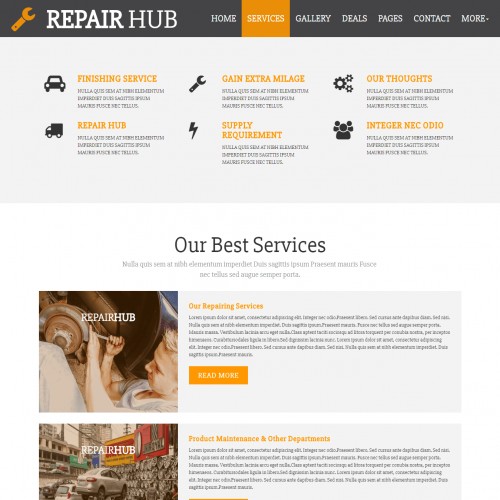 REPAIR HUB
HOME SERVICES GALLERY DEALS PAGES CONTACT MORE
FINISHING SERVICE
NULLA QUIS SEM AT NIBH ELEMENTUM
IMPERDIET DUIS SAGITTIS IPSUM
MAURIS FUSCE NEC TELLUS.
GAIN EXTRA MILAGE
NULLA QUIS SEM AT NIBH ELEMENTUM
IMPERDIET DUIS SAGITTIS IPSUM
MAURIS FUSCE NEC TELLUS.
OUR THOUGHTS
NULLA QUIS SEM AT NIBH ELEMENTUM
IMPERDIET DUIS SAGITTIS IPSUM
MAURIS FUSCE NEC TELLUS.
REPAIR HUB
NULLA QUIS SEM AT NIBH ELEMENTUM
IMPERDIET DUIS SAGITTIS IPSUM
MAURIS FUSCE NEC TELLUS.
SUPPLY
REQUIREMENT
NULLA QUIS SEM AT NIBH ELEMENTUM
IMPERDIET DUIS SAGITTIS IPSUM
MAURIS FUSCE NEC TELLUS.
INTEGER NEC ODIO
NULLA QUIS SEM AT NIBH ELEMENTUM
IMPERDIET DUIS SAGITTIS IPSUM
MAURIS FUSCE NEC TELLUS.
Our Best Services
Nulla quis sem at nibh elementum imperdiet Duis sagittis ipsum Praesent mauris Fusce
nec tellus sed augue semper porta.
REPAIRHUB
Our Repairing Services
Lorem ipsum dolor sit amet, consectetur adipiscing elit. Integer nec odio.Praesent libero. Sed cursus ante dapibus diam. Sed nisi.
Nulla quis sem at nibh elementum imperdiet Duis sagittis ipsum.Praesent mauris. Fusce nec tellus sed augue semper porta.
Mauris massa. Vestibulum lacinia arcu eget nulla.Class aptent taciti sociosqu ad litora torquent per conubia nostra, per inceptos
himenaeos. Curabitursodales ligula in libero.ipsum dolor sit amet, consectetur adipiscing elit. Integer nec odio.Praesent
libero. Sed cursus ante dapibus diam. Sed nisi. Nulla quis sem at nibh elementum imperdiet. Duis sagittis
ipsum.Praesent mauris.
READ MORE
REPAIRHUB
Product Maintenance & Other Departments
Lorem ipsum dolor sit amet, consectetur adipiscing elit. Integer nec odio.Praesent libero. Sed cursus ante dapibus diam. Sed nisi.
Nulla quis sem at nibh elementum imperdiet Duis sagittis ipsum.Praesent mauris. Fusce nec tellus sed augue semper porta.
Mauris massa. Vestibulum lacinia arcu eget nulla.Class aptent taciti sociosqu ad litora torquent per conubia nostra, per inceptos
himenaeos. Curabitursodales ligula in libero.ipsum dolor sit amet, consectetur adipiscing elit. Integer nec odio.Praesent
libero. Sed cursus ante dapibus diam. Sed nisi. Nulla quis sem at nibh elementum imperdiet. Duis sagittis
ipsum.Praesent mauris.